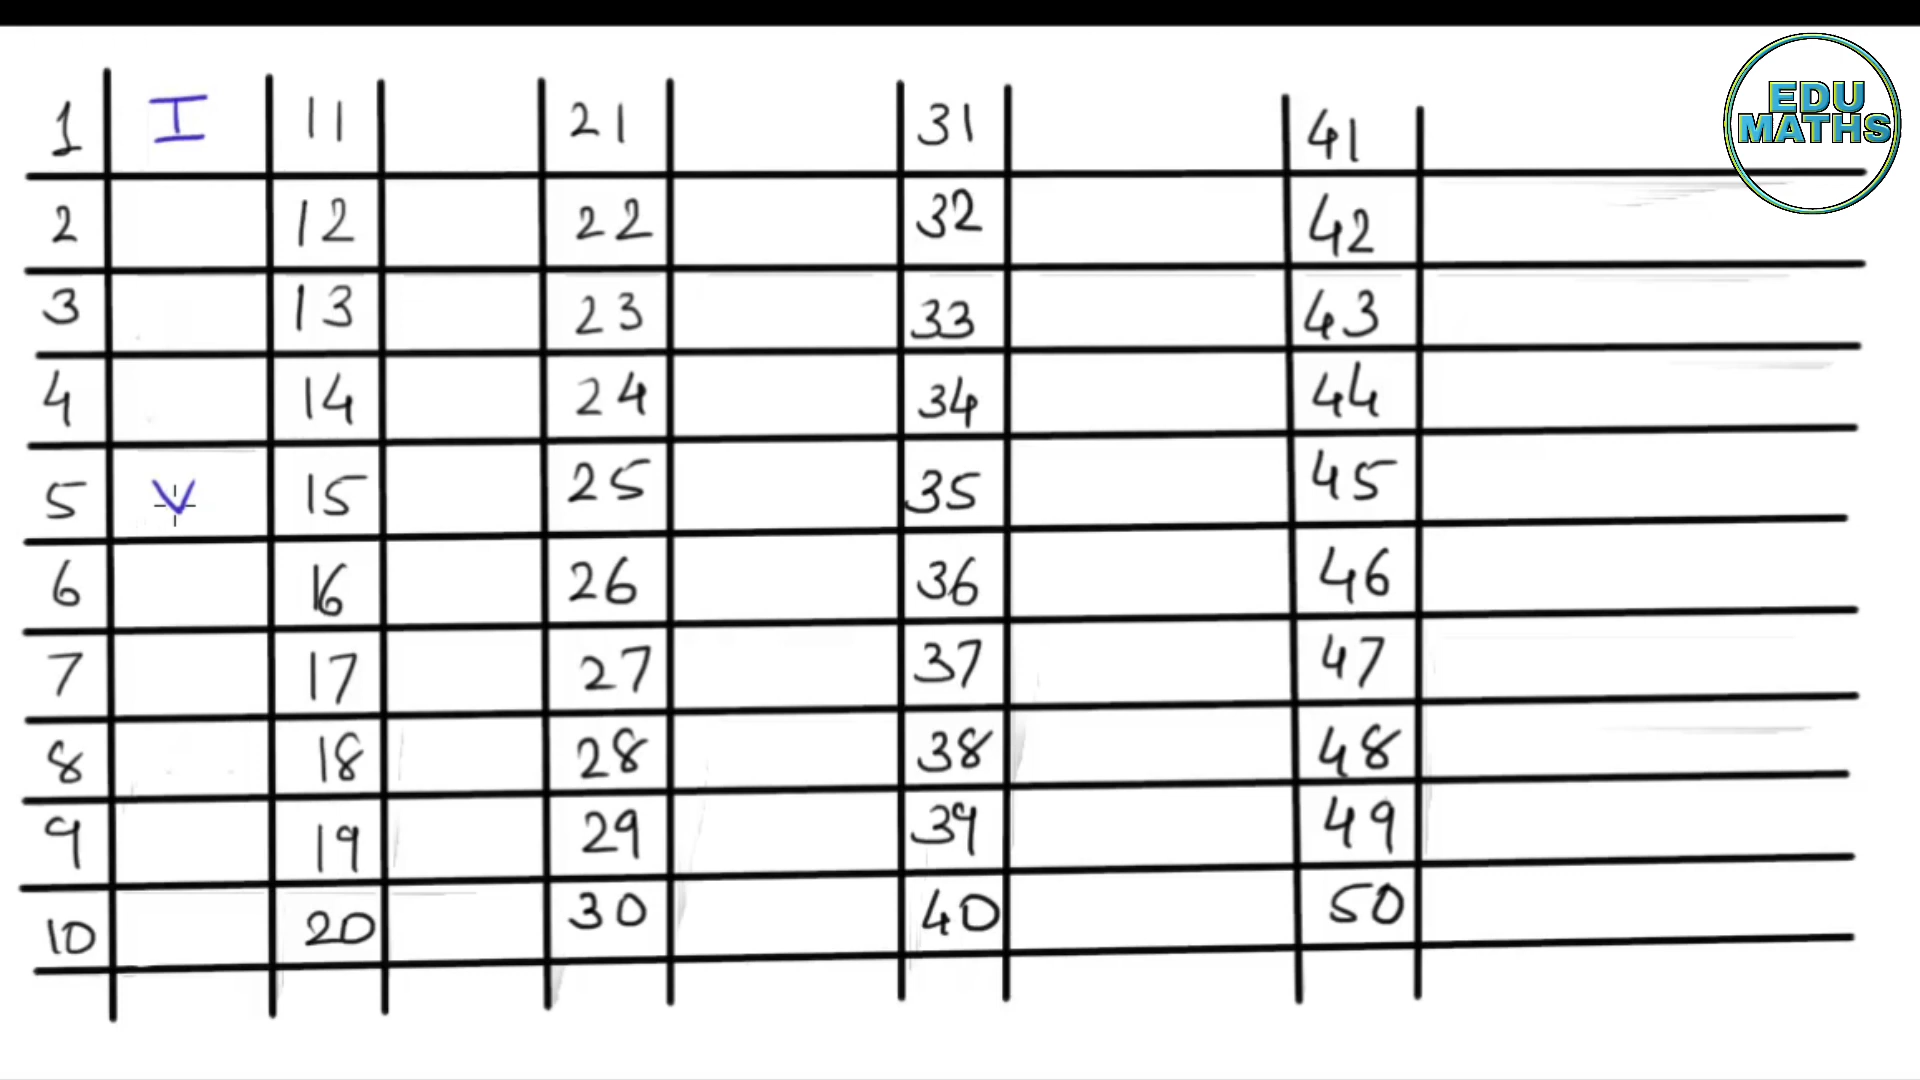 EDU
MATHS
1 I 11 21 31 41
2 12 22 32 42
3 13 23 33 43
4 14 24 34 44
5 V 15 25 35 45
6 16 26 36 46
7 17 27 37 47
8 18 28 38 48
9 19 29 39 49
10 20 30 40 50